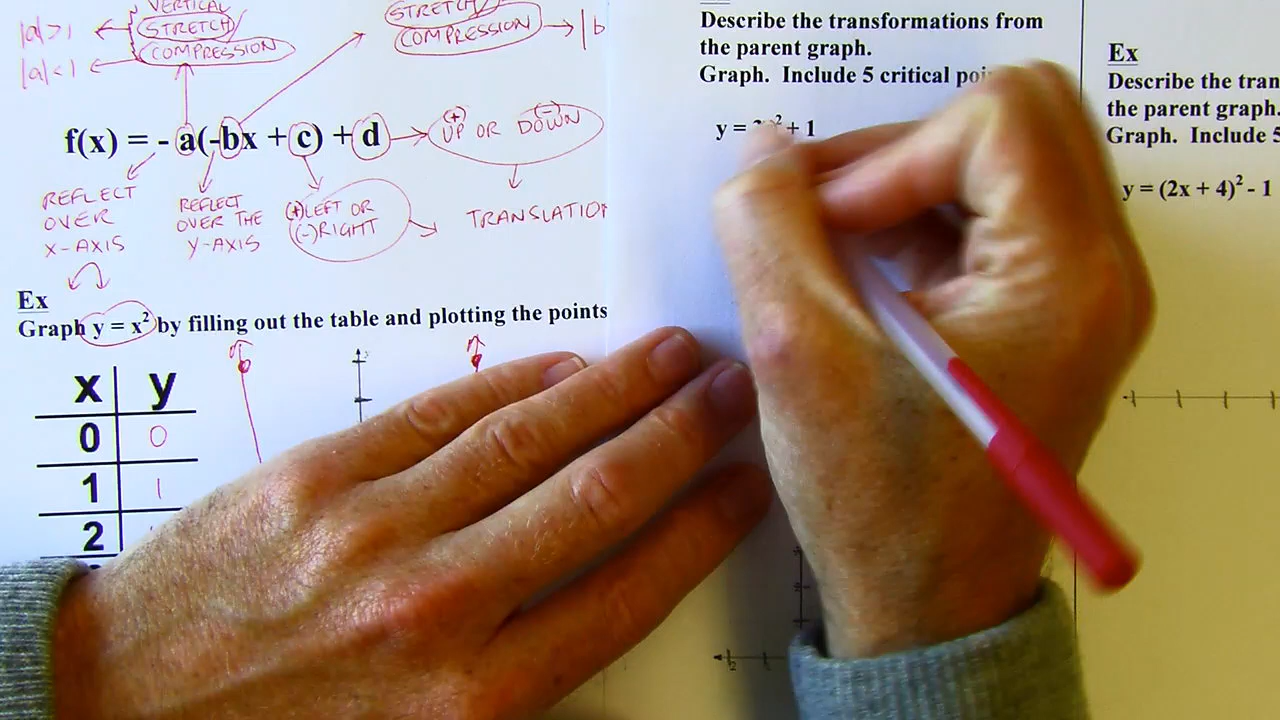 VERTICAL
STRETCH/
COMPRESSION
|a|>1
|a|<1
STRETCH/
COMPRESSION
f(x) = - a(-bx + c) + d
(+) (-)
UP OR DOWN
REFLECT
OVER
X-AXIS
REFLECT
OVER THE
Y-AXIS
(+)LEFT OR
(-)RIGHT
TRANSLATION
Ex
Graph y = x² by filling out the table and plotting the points
x y
0 0
1 1
2
Describe the transformations from
the parent graph.
Graph. Include 5 critical
y = ² + 1
Ex
Describe the
the parent graph.
Graph. Include 5
y = (2x + 4)² - 1